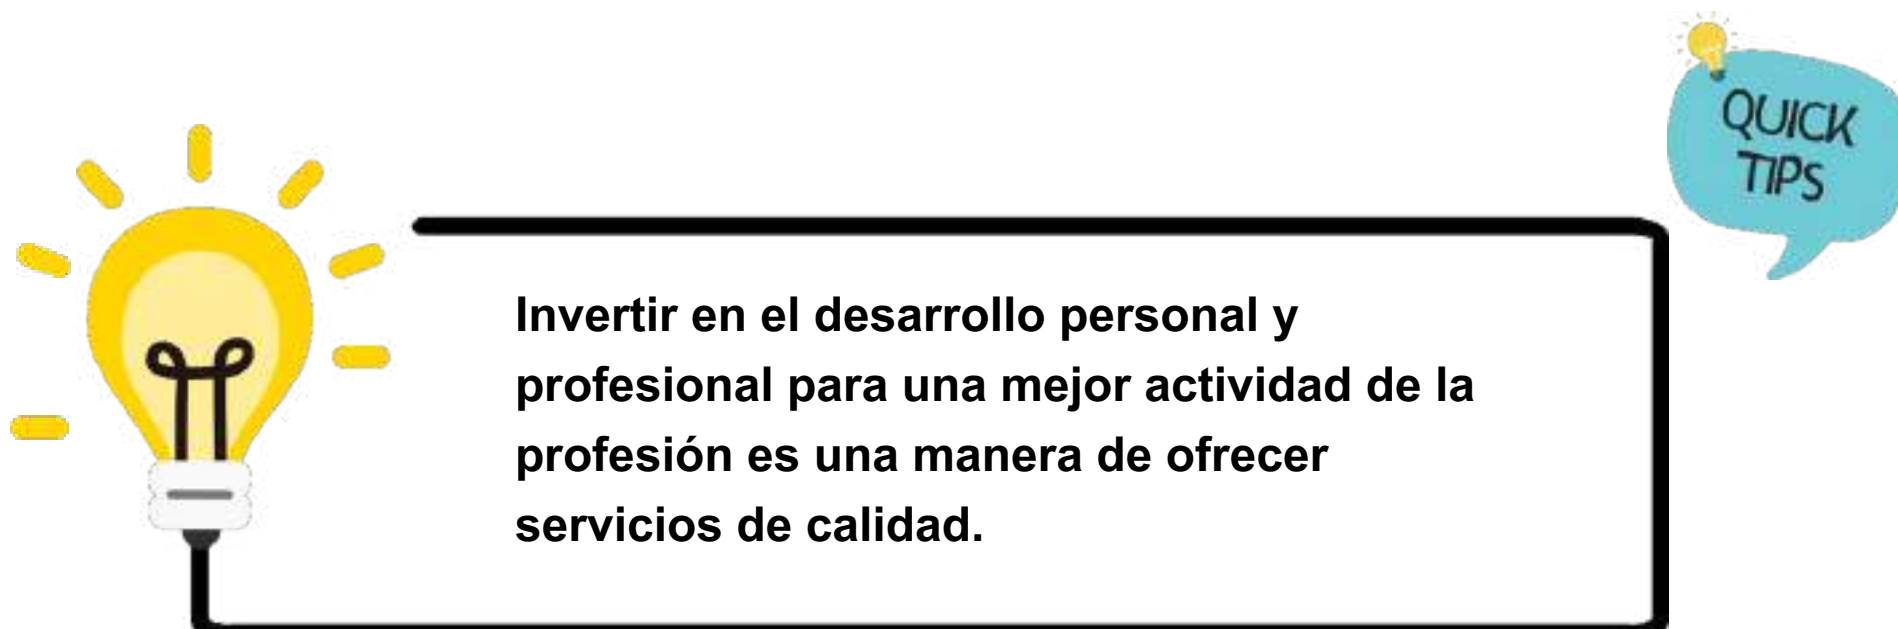 QUICK
TIPS
Invertir en el desarrollo personal y
profesional para una mejor actividad de la
profesión es una manera de ofrecer
servicios de calidad.